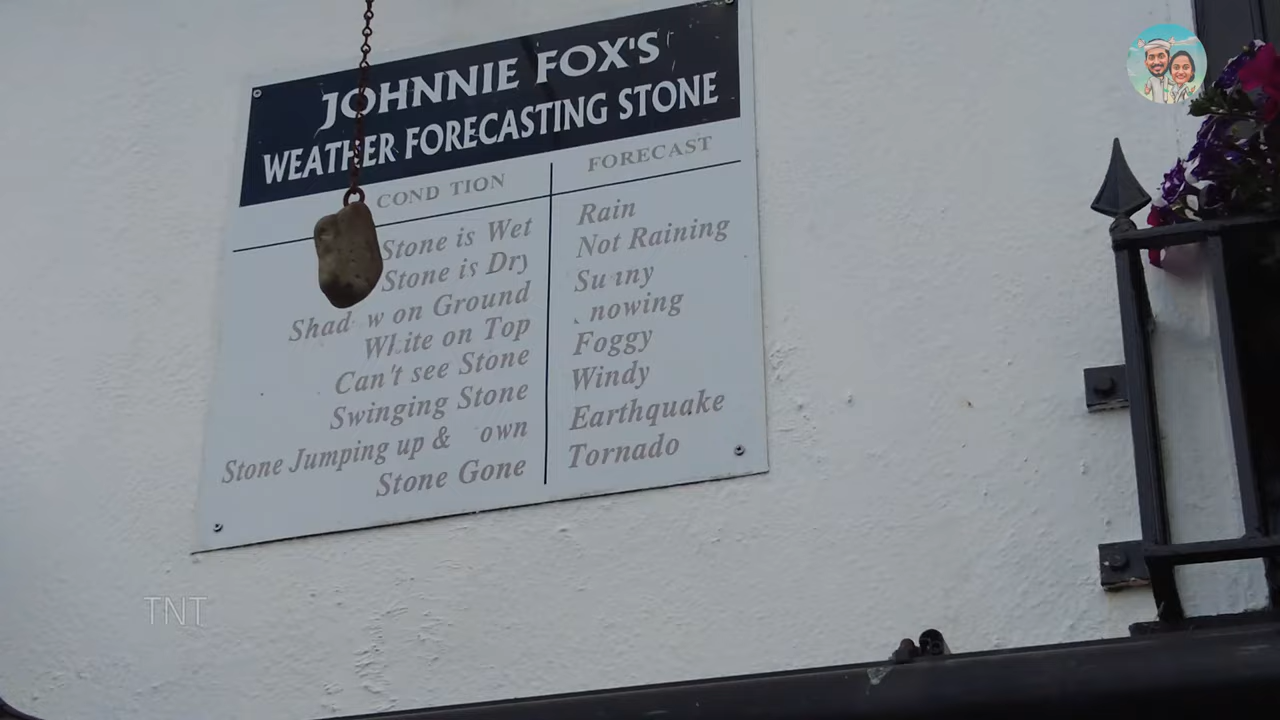 JOHNNIE FOX'S
WEATHER FORECASTING STONE
COND TION FORECAST
Stone is Wet Rain
Stone is Dry Not Raining
Shad w on Ground Su ny
White on Top nowing
Can't see Stone Foggy
Swinging Stone Windy
Stone Jumping up & own Earthquake
Stone Gone Tornado
TNT